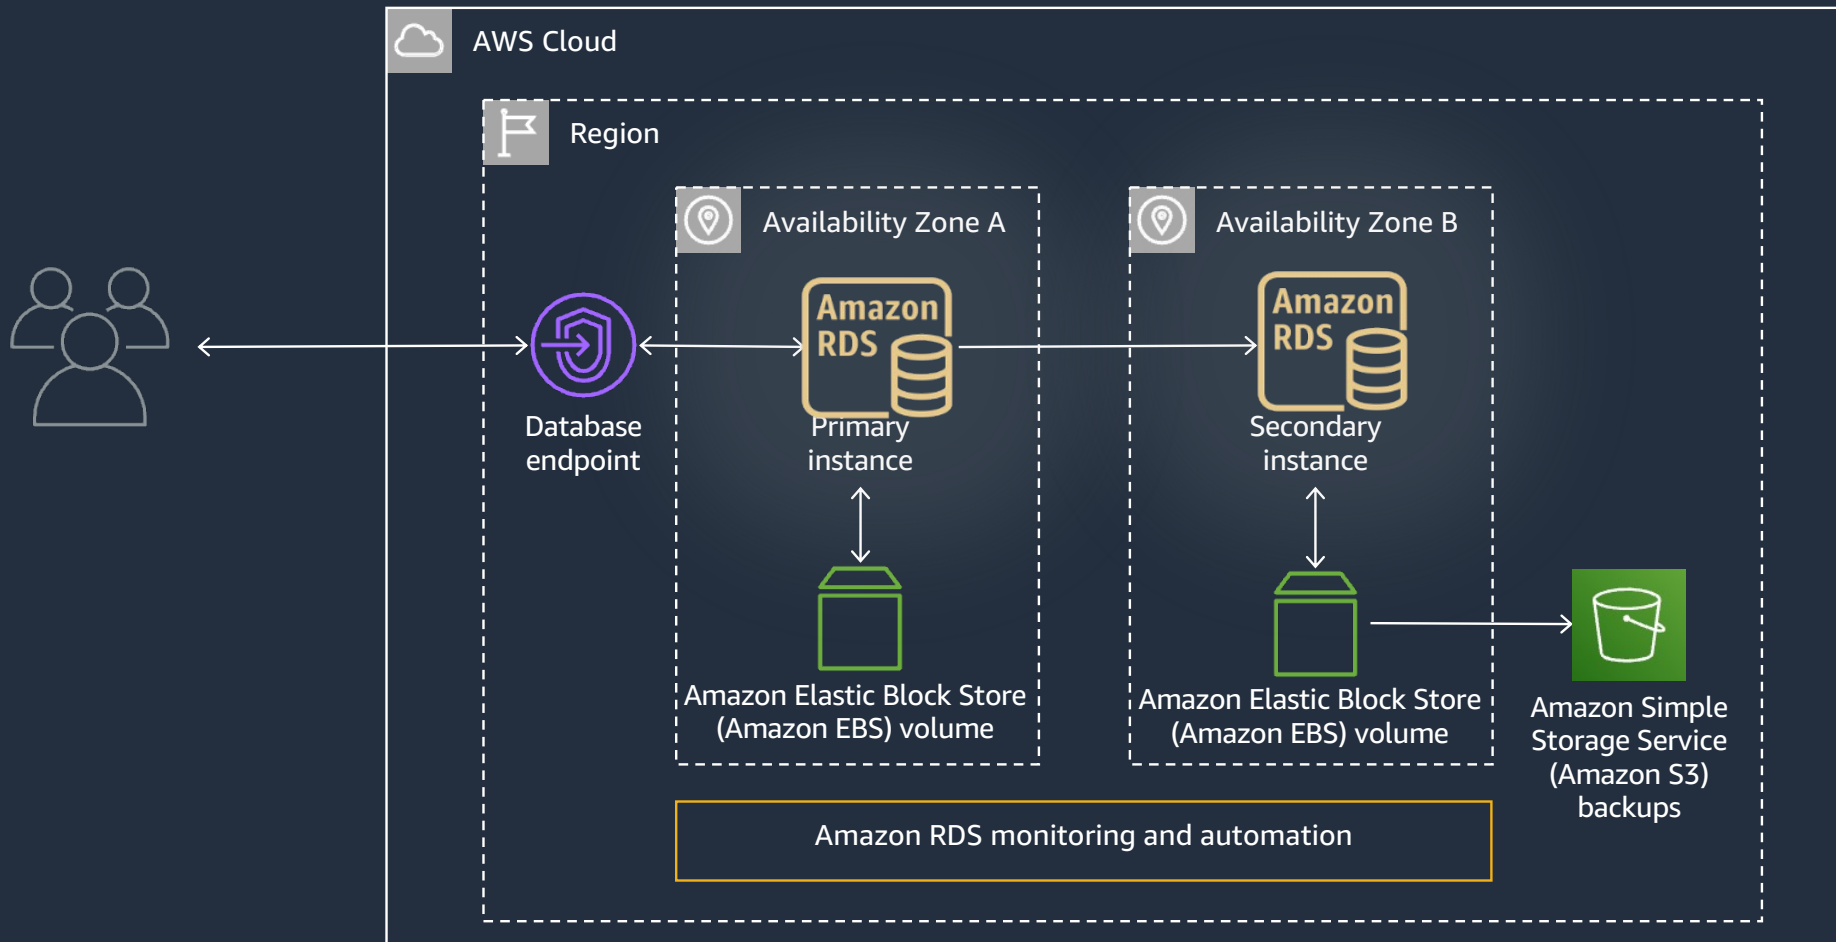 AWS Cloud
Region
Availability Zone A
Availability Zone B
Amazon
RDS
Amazon
RDS
Database
endpoint
Primary
instance
Secondary
instance
Amazon Elastic Block Store
(Amazon EBS) volume
Amazon Elastic Block Store
(Amazon EBS) volume
Amazon Simple
Storage Service
(Amazon S3)
backups
Amazon RDS monitoring and automation